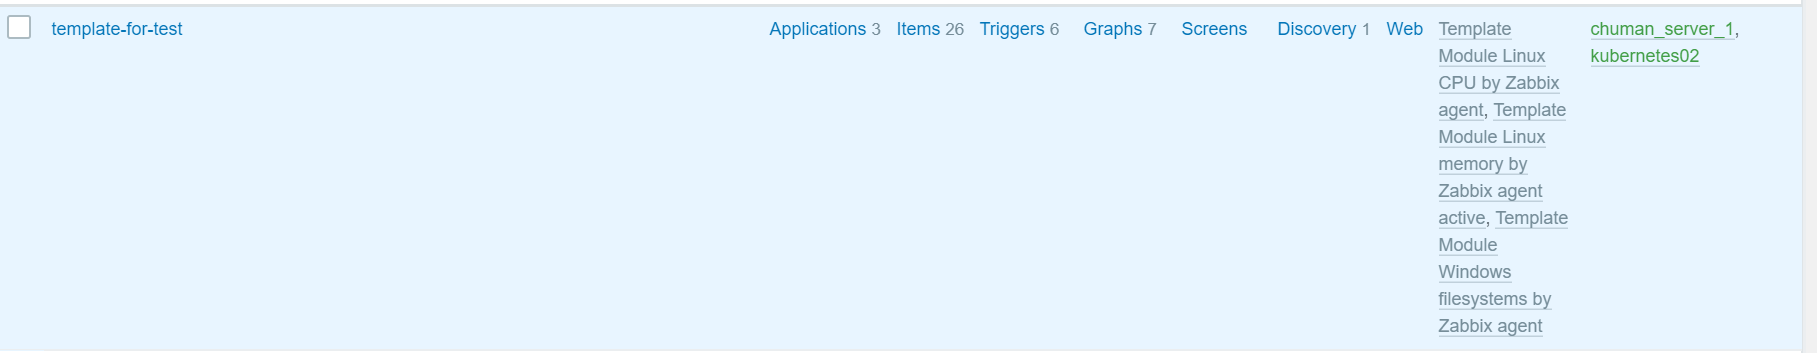 template-for-test Applications 3 Items 26 Triggers 6 Graphs 7 Screens Discovery 1 Web
Template
Module Linux
CPU by Zabbix
agent, Template
Module Linux
memory by
Zabbix agent
active, Template
Module
Windows
filesystems by
Zabbix agent
chuman_server_1,
kubernetes02